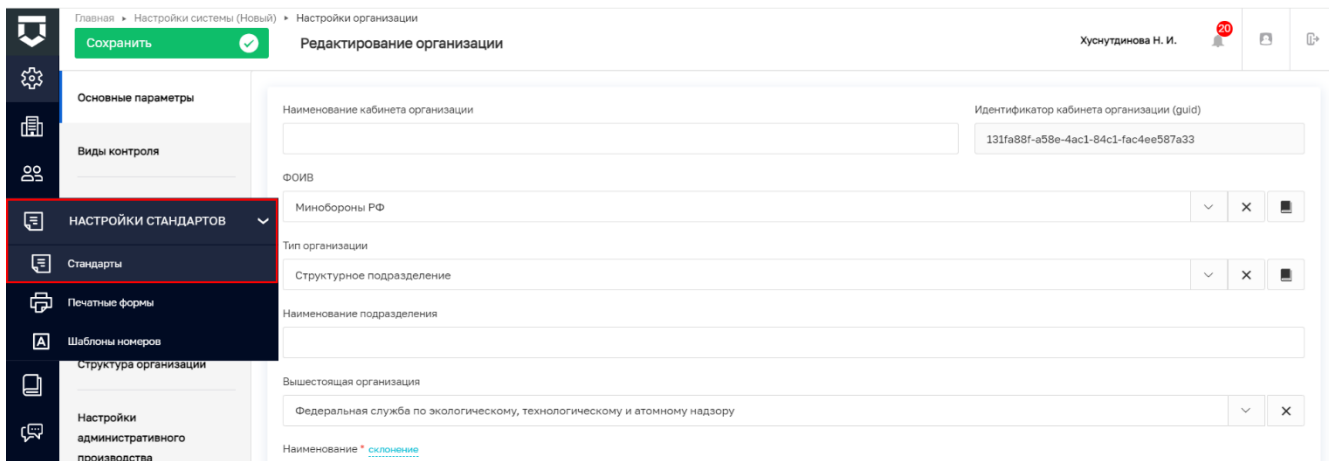 Главная ▸ Настройки системы (Новый) ▸ Настройки организации
Сохранить
Редактирование организации
Хуснутдинова Н. И.
20
Основные параметры
Виды контроля
НАСТРОЙКИ СТАНДАРТОВ
Стандарты
Печатные формы
Шаблоны номеров
Структура организации
Настройки
административного
производства
Наименование кабинета организации
Идентификатор кабинета организации (guid)
131fa88f-a58e-4ac1-84c1-fac4ee587a33
ФОИВ
Минобороны РФ
Тип организации
Структурное подразделение
Наименование подразделения
Вышестоящая организация
Федеральная служба по экологическому, технологическому и атомному надзору
Наименование * склонение